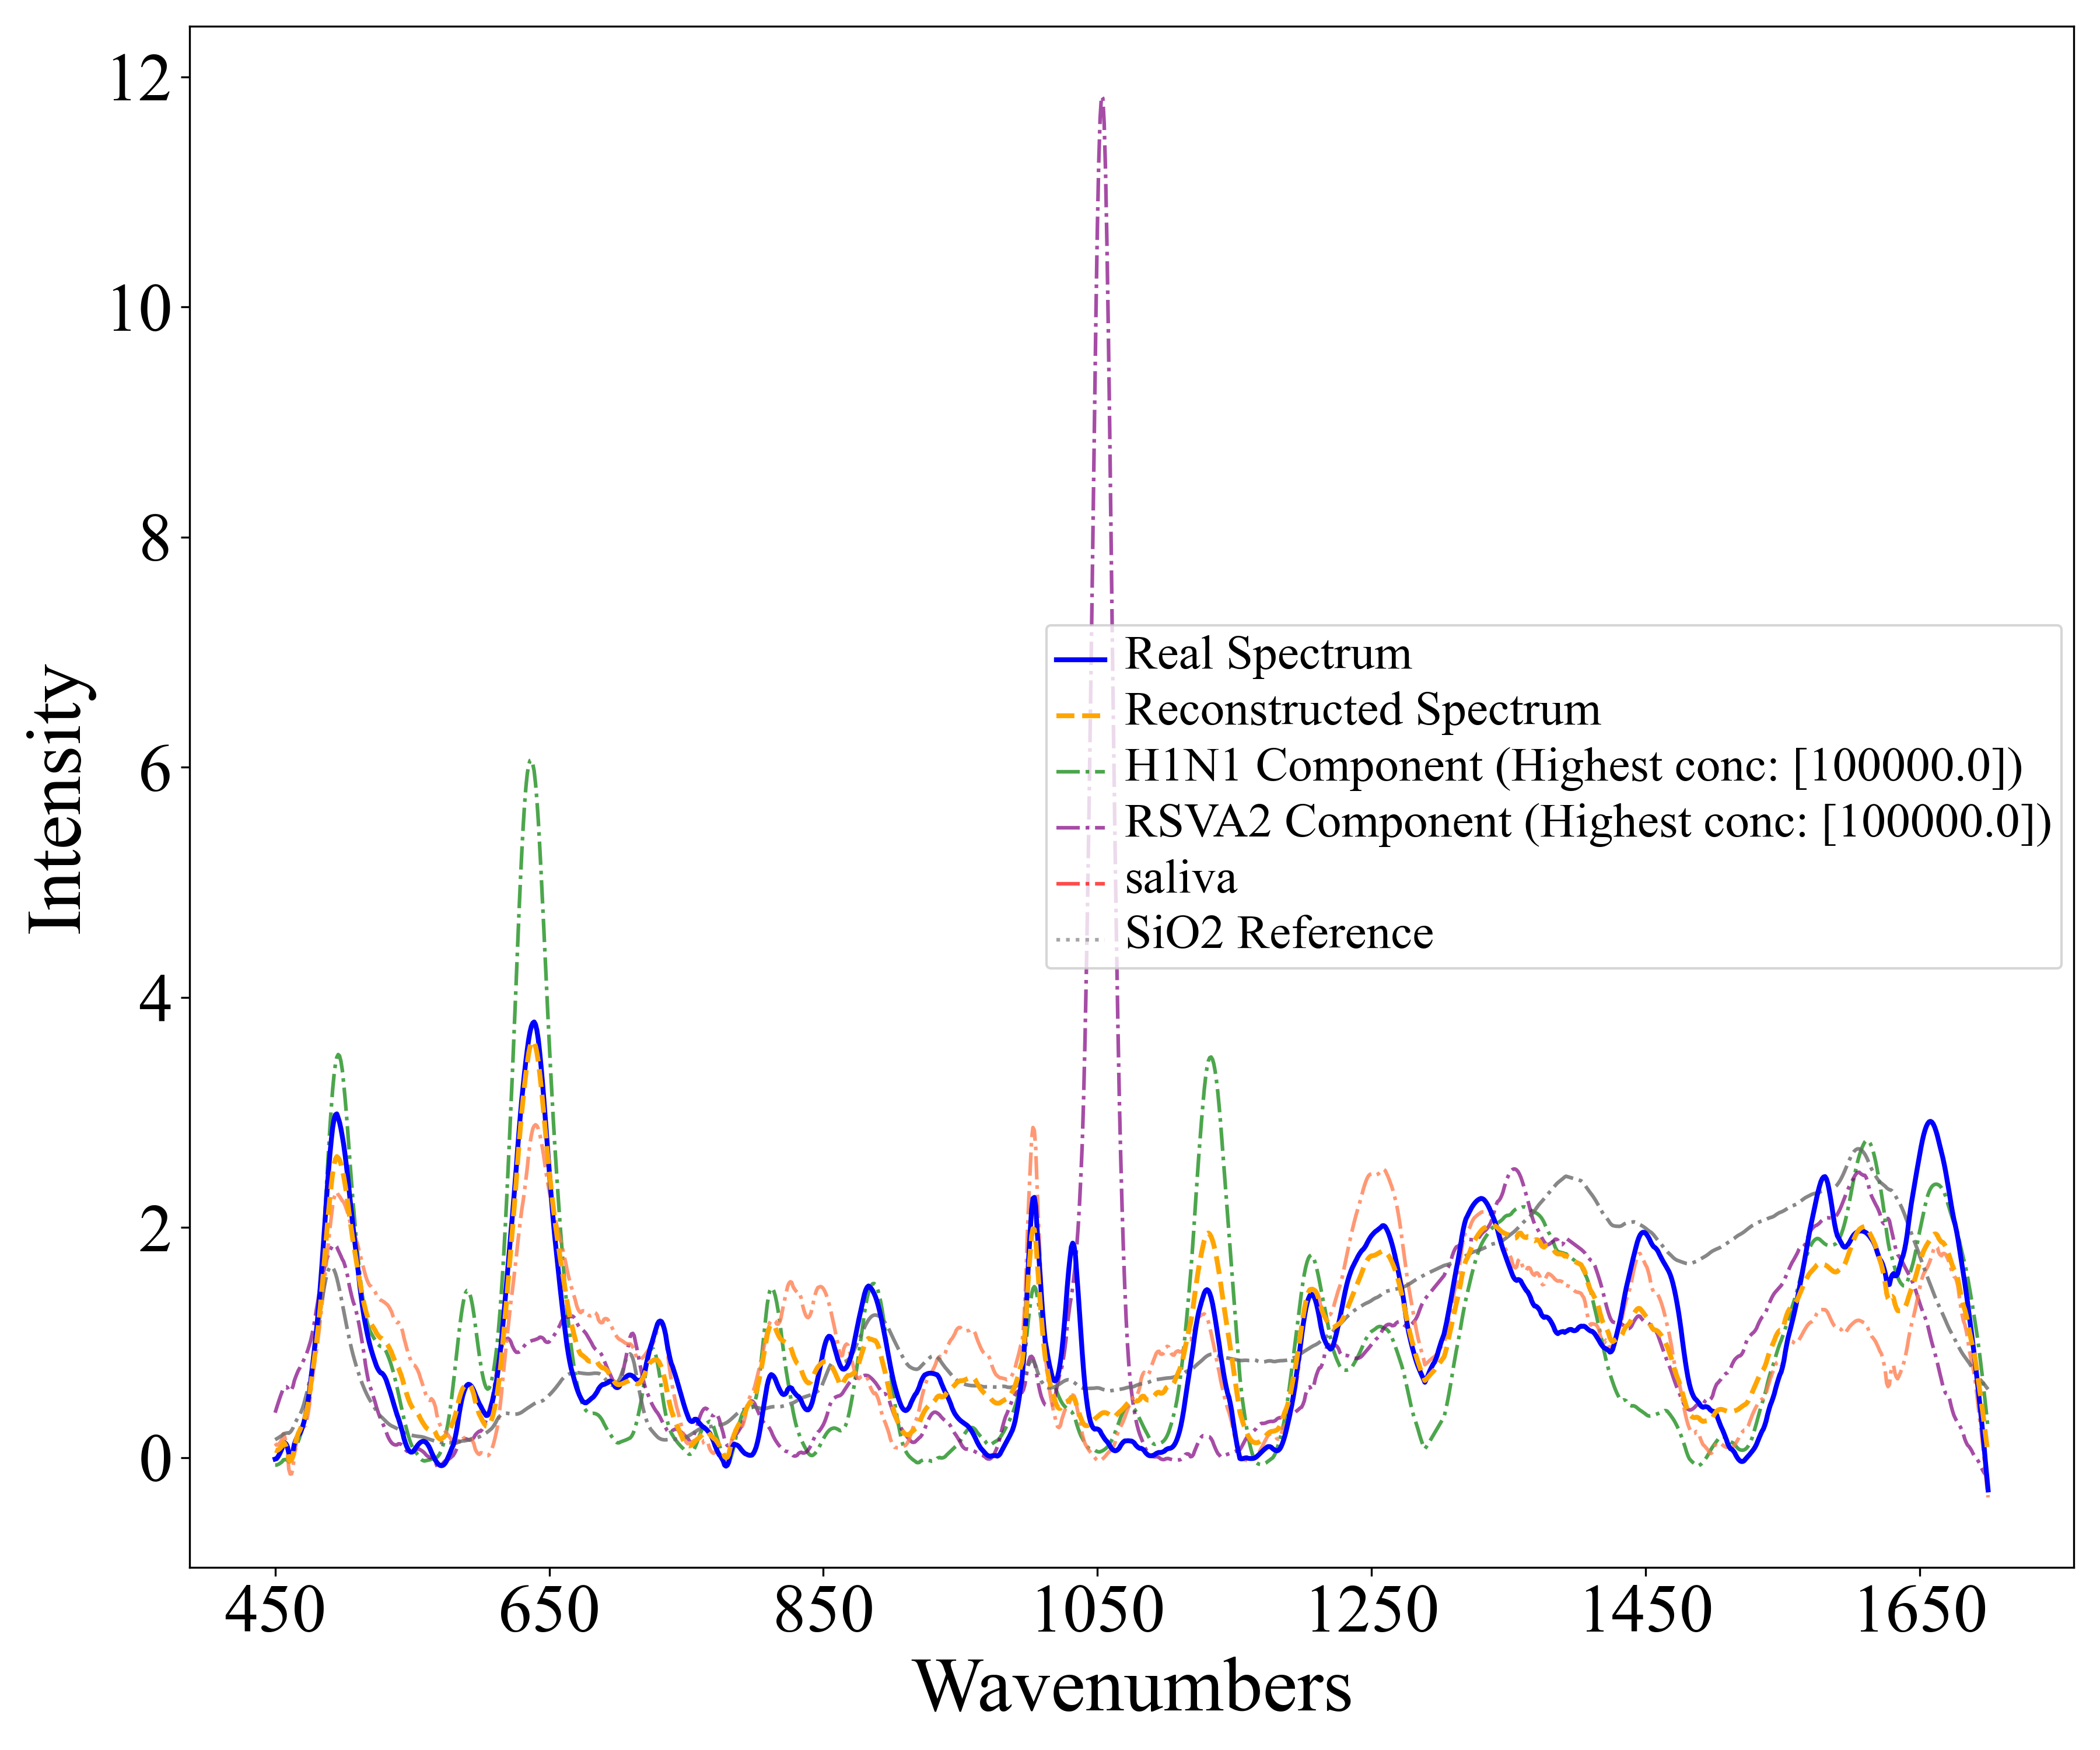 12
10
8
6
4
2
0
Intensity
Real Spectrum
Reconstructed Spectrum
H1N1 Component (Highest conc: [100000.0])
RSVA2 Component (Highest conc: [100000.0])
saliva
SiO2 Reference
450 650 850 1050 1250 1450 1650
Wavenumbers